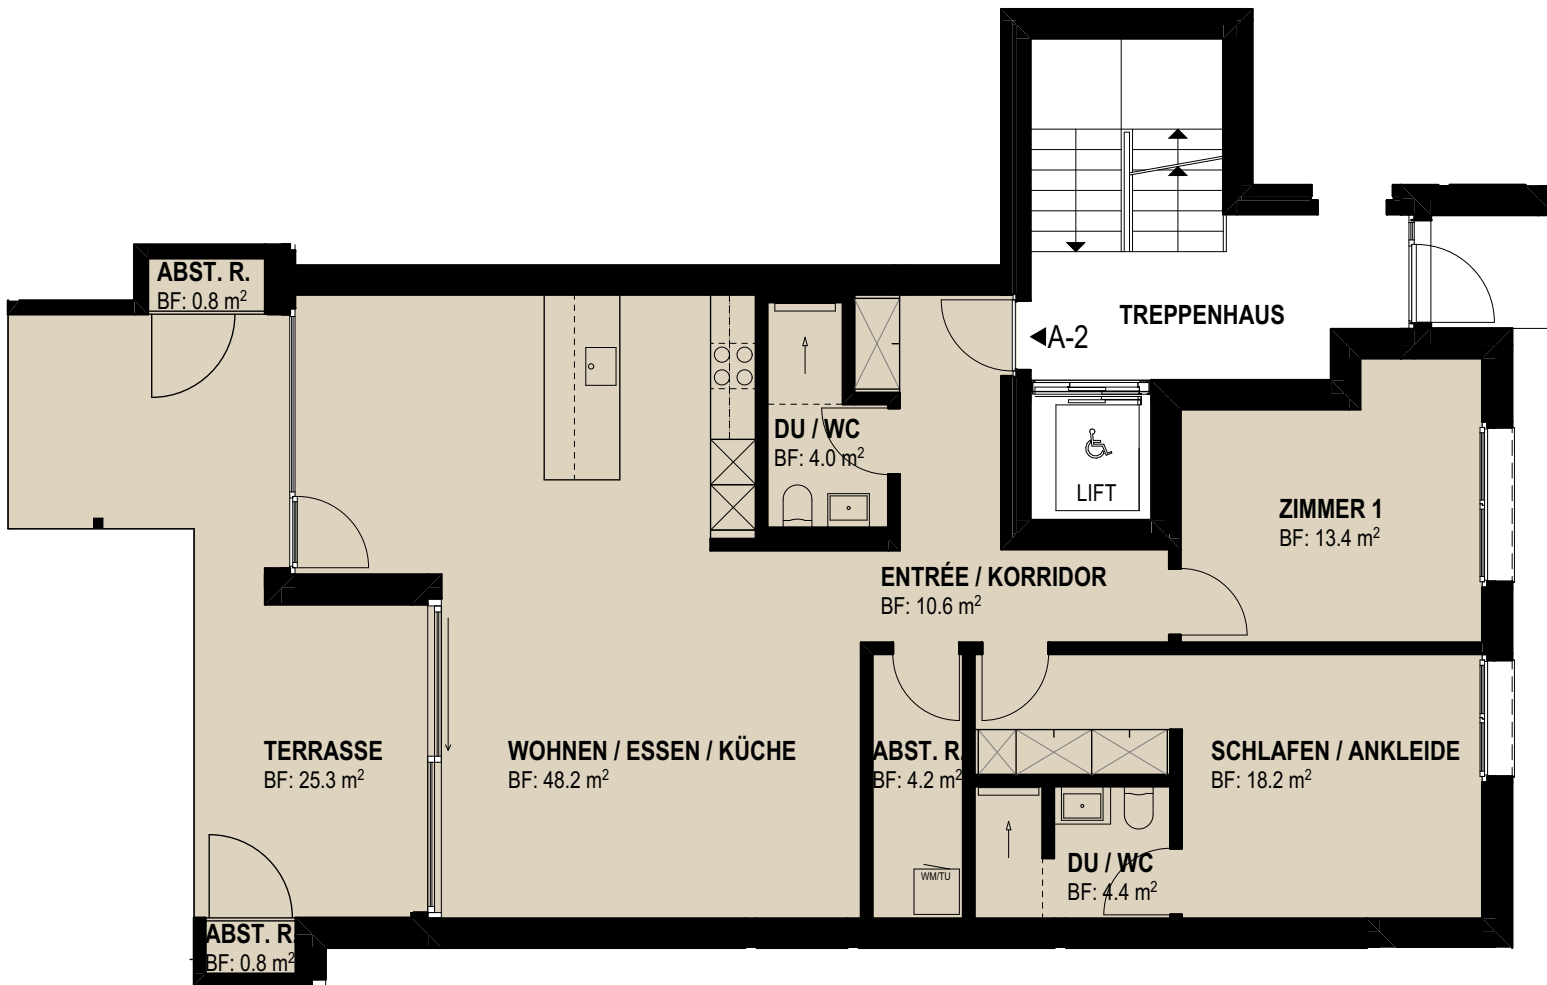 ABST. R.
BF: 0.8 m²
TREPPENHAUS
◀A-2
DU / WC
BF: 4.0 m²
LIFT
ZIMMER 1
BF: 13.4 m²
ENTRÉE / KORRIDOR
BF: 10.6 m²
TERRASSE
BF: 25.3 m²
WOHNEN / ESSEN / KÜCHE
BF: 48.2 m²
ABST. R.
BF: 4.2 m²
SCHLAFEN / ANKLEIDE
BF: 18.2 m²
WM/TU
DU / WC
BF: 4.4 m²
ABST. R.
BF: 0.8 m²